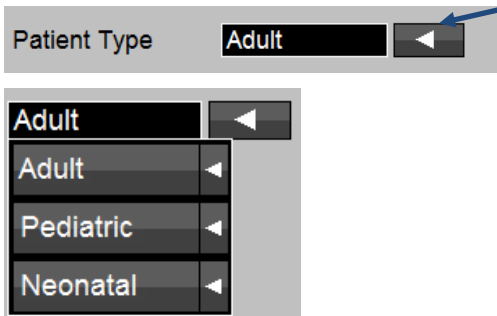 Patient Type Adult
Adult
Adult
Pediatric
Neonatal